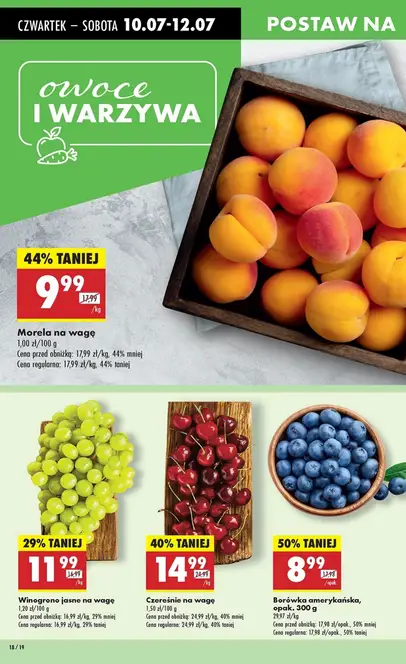 CZWARTEK – SOBOTA 10.07-12.07
POSTAW NA
owoce
I WARZYWA
44% TANIEJ
9 99
17,99
/kg
Morela na wagę
1,00 zł/100 g
Cena przed obniżką: 17,99 zł/kg, 44% mniej
Cena regularna: 17,99 zł/kg, 44% taniej
29% TANIEJ
11 99
16,99
/kg
Winogrono jasne na wagę
1,20 zł/100 g
Cena przed obniżką: 16,99 zł/kg, 29% mniej
Cena regularna: 16,99 zł/kg, 29% taniej
40% TANIEJ
14 99
24,99
/kg
Czereśnie na wagę
1,50 zł/100 g
Cena przed obniżką: 24,99 zł/kg, 40% mniej
Cena regularna: 24,99 zł/kg, 40% taniej
50% TANIEJ
8 99
17,98
/opak.
Borówka amerykańska,
opak. 300 g
29,97 zł/kg
Cena przed obniżką: 17,98 zł/opak., 50% mniej
Cena regularna: 17,98 zł/opak., 50% taniej
18 / 19